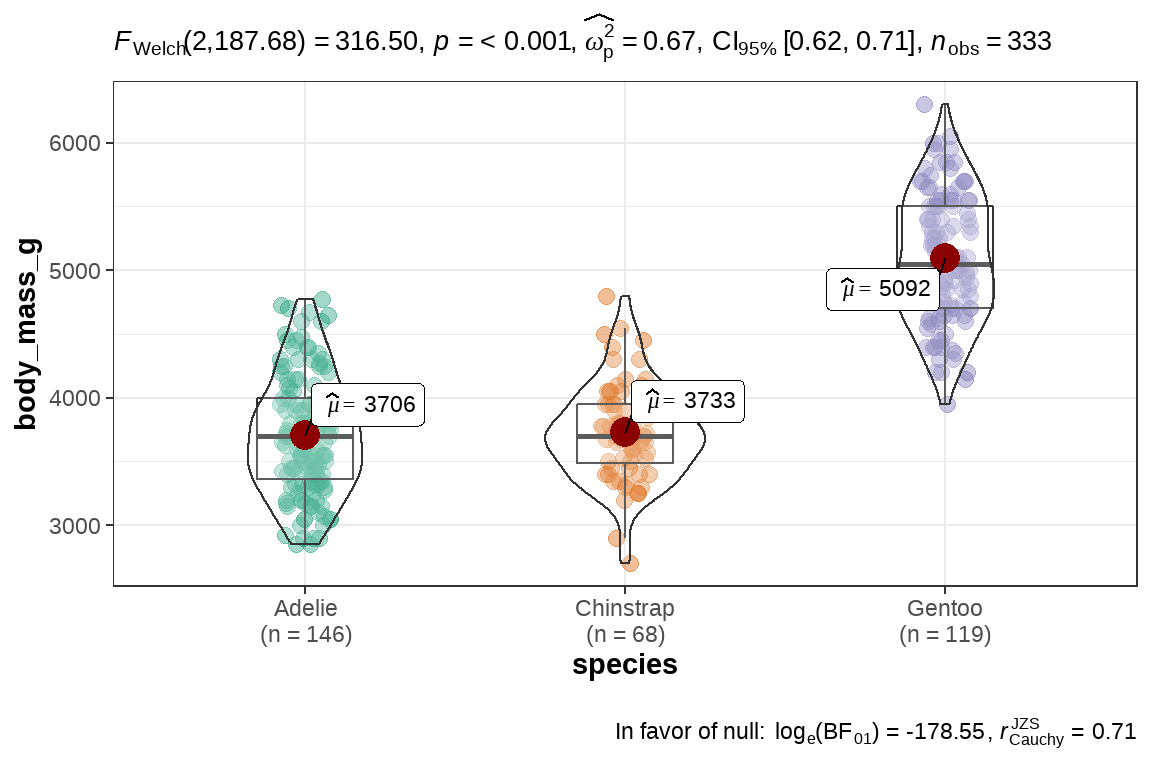 F_Welch(2,187.68) = 316.50, p = < 0.001, ω̂²_p = 0.67, CI_95% [0.62, 0.71], n_obs = 333
body_mass_g
6000
5000
4000
3000
μ̂ = 3706
μ̂ = 3733
μ̂ = 5092
Adelie
(n = 146)
Chinstrap
(n = 68)
Gentoo
(n = 119)
species
In favor of null: log_e(BF_01) = -178.55, r^JZS_Cauchy = 0.71